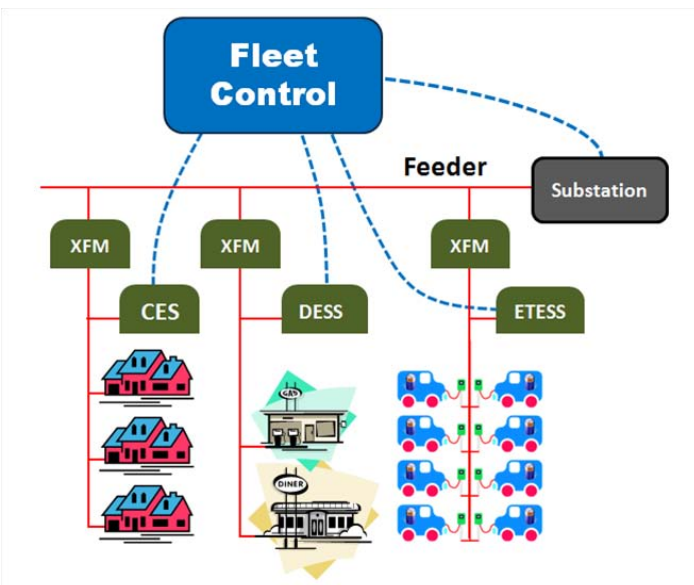 Fleet
Control
Feeder
Substation
XFM
XFM
XFM
CES
DESS
ETESS
GAS
DINER